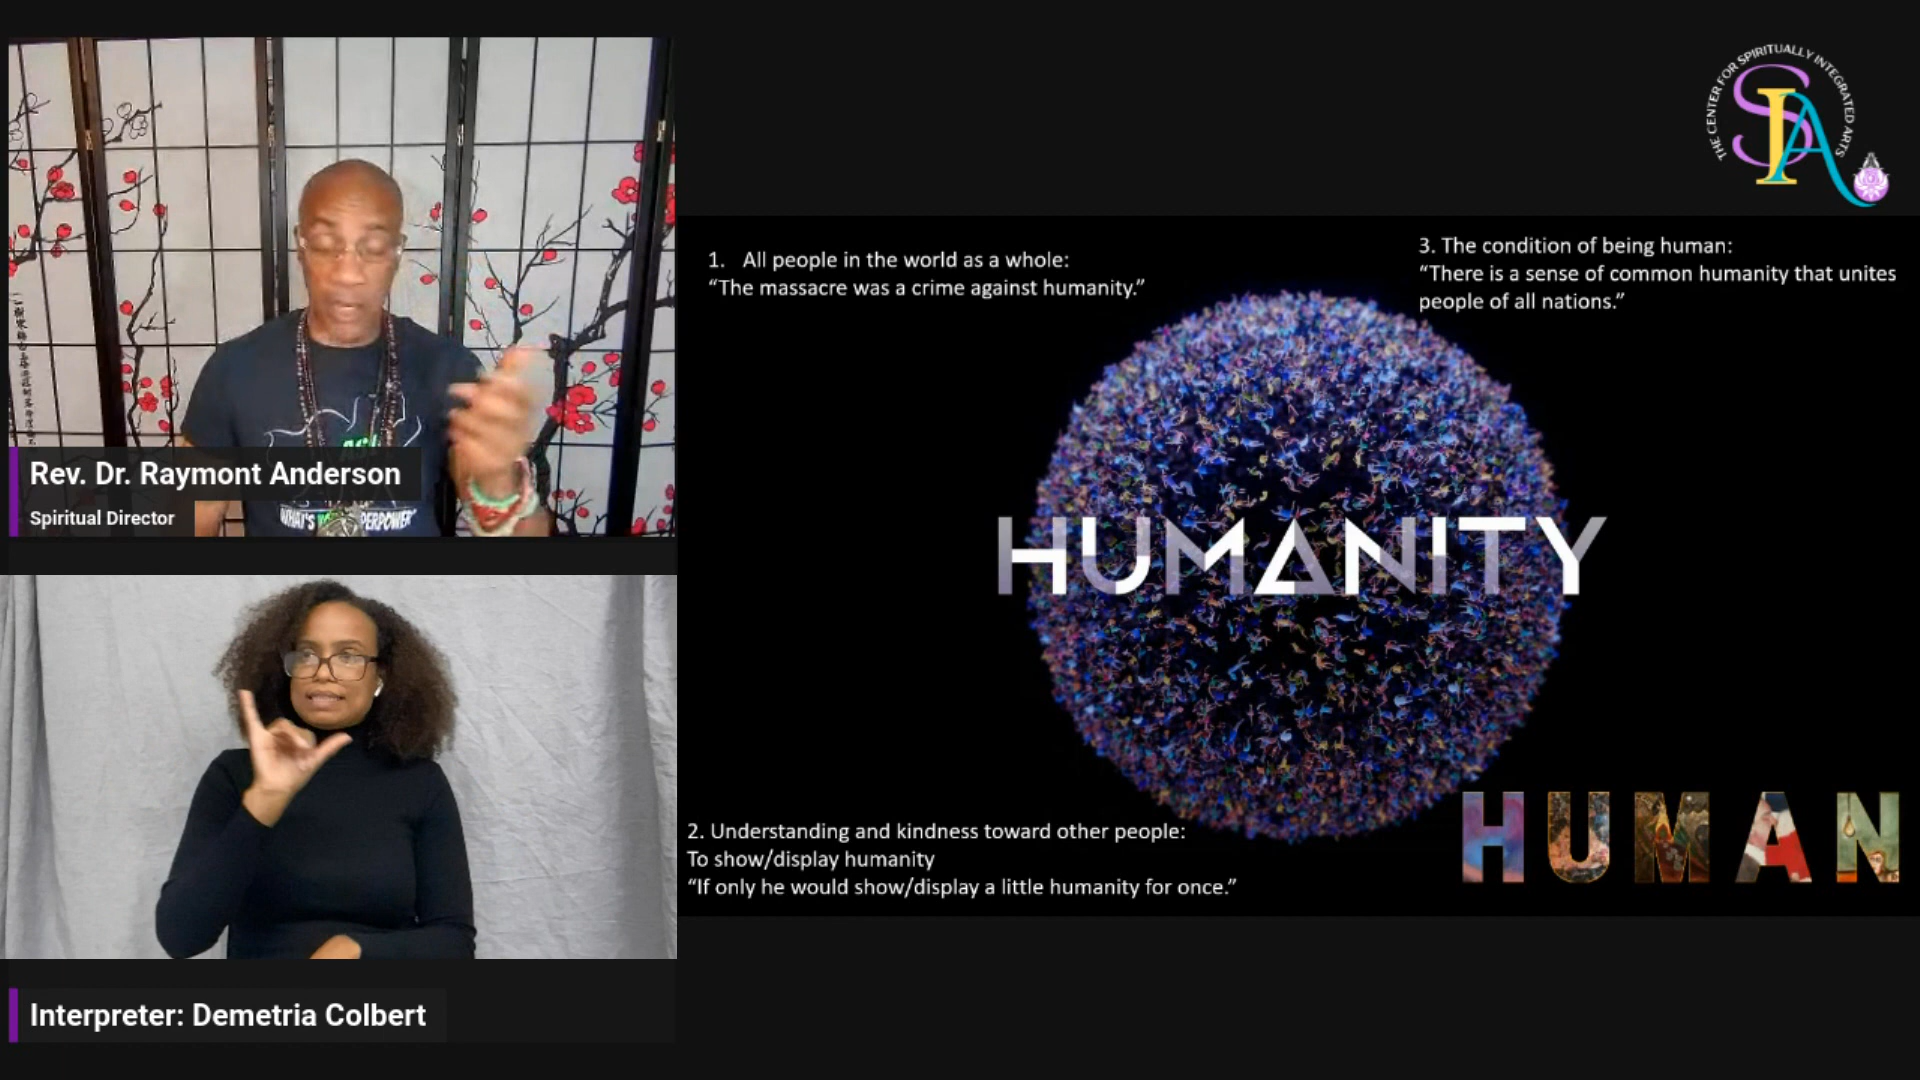 THE CENTER FOR SPIRITUALLY INTEGRATED ARTS
SIA
Rev. Dr. Raymont Anderson
Spiritual Director
WHAT'S
Interpreter: Demetria Colbert
1. All people in the world as a whole:
“The massacre was a crime against humanity.”
3. The condition of being human:
“There is a sense of common humanity that unites
people of all nations.”
HUMANITY
2. Understanding and kindness toward other people:
To show/display humanity
“If only he would show/display a little humanity for once.”
HUMAN